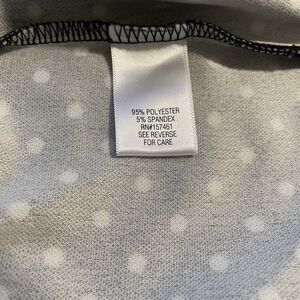 95% POLYESTER
5% SPANDEX
RN#157461
SEE REVERSE
FOR CARE